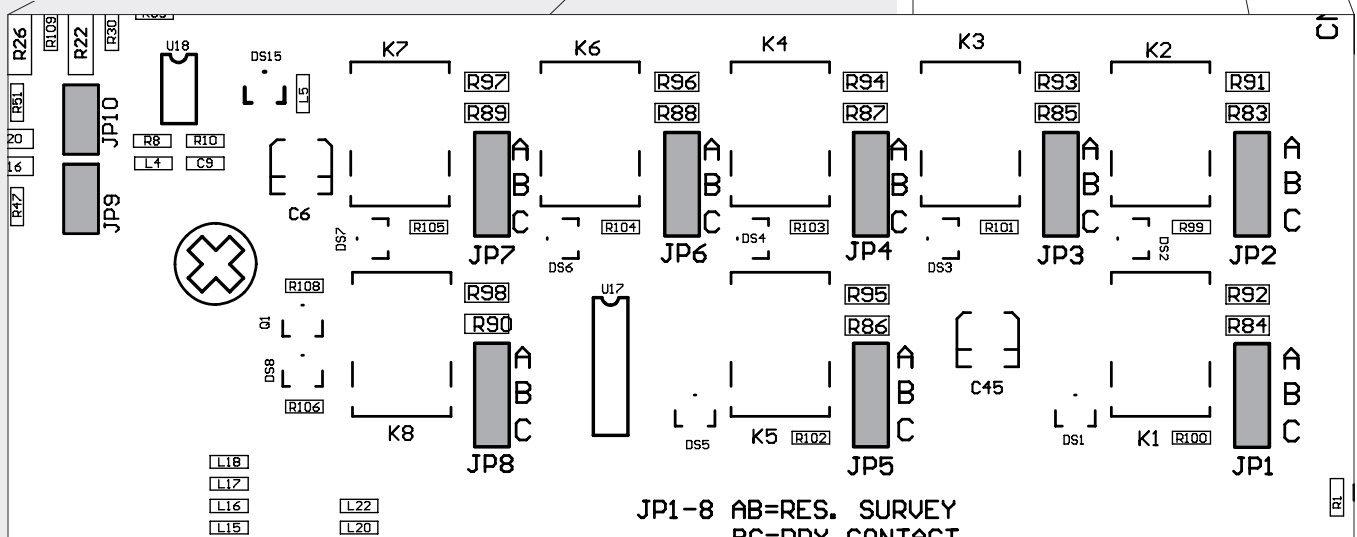 R26
R109
R22
R30
U18
DS15
K7
K6
K4
K3
K2
R51
JP10
L5
R97
R96
R94
R93
R91
R89
R88
R87
R85
R83
20
R8
R10
16
L4
C9
A
B
C
A
B
C
A
B
C
A
B
C
A
B
C
R47
JP9
C6
DS7
R105
DS6
R104
DS4
R103
DS3
R101
DS2
R99
JP7
JP6
JP4
JP3
JP2
R108
R98
U17
R95
R92
Q1
R90
R86
R84
DS8
A
B
C
A
B
C
A
B
C
C45
R106
K8
DS5
K5
R102
DS1
K1
R100
JP8
JP5
JP1
L18
L17
L16
L22
L15
L20
R1
JP1-8 AB=RES. SURVEY
BC=DRY CONTACT